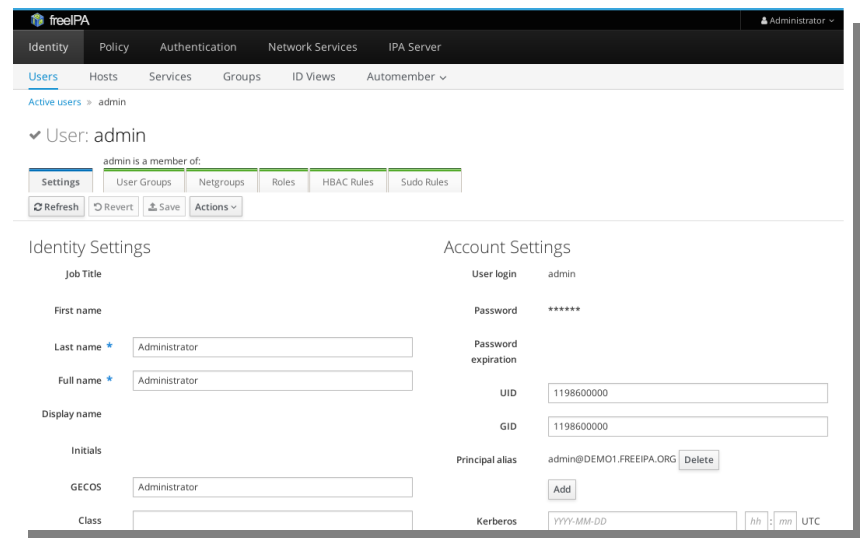 freeIPA
Administrator
Identity Policy Authentication Network Services IPA Server
Users Hosts Services Groups ID Views Automember
Active users » admin
User: admin
admin is a member of:
Settings User Groups Netgroups Roles HBAC Rules Sudo Rules
Refresh Revert Save Actions
Identity Settings
Job Title
First name
Last name * Administrator
Full name * Administrator
Display name
Initials
GECOS Administrator
Class
Account Settings
User login admin
Password ******
Password
expiration
UID 1198600000
GID 1198600000
Principal alias admin@DEMO1.FREEIPA.ORG Delete
Add
Kerberos YYYY-MM-DD hh : mn UTC